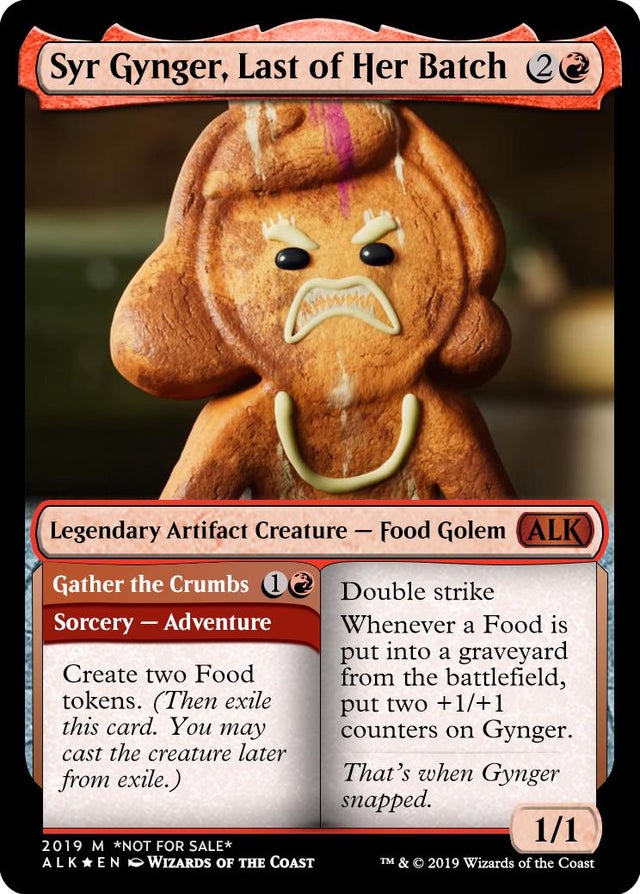 Syr Gynger, Last of Her Batch 2
Legendary Artifact Creature — Food Golem ALK
Gather the Crumbs 1
Sorcery — Adventure
Create two Food
tokens. (Then exile
this card. You may
cast the creature later
from exile.)
Double strike
Whenever a Food is
put into a graveyard
from the battlefield,
put two +1/+1
counters on Gynger.
That's when Gynger
snapped.
1/1
2019 M *NOT FOR SALE*
ALK★EN Wizards of the Coast
™ & © 2019 Wizards of the Coast